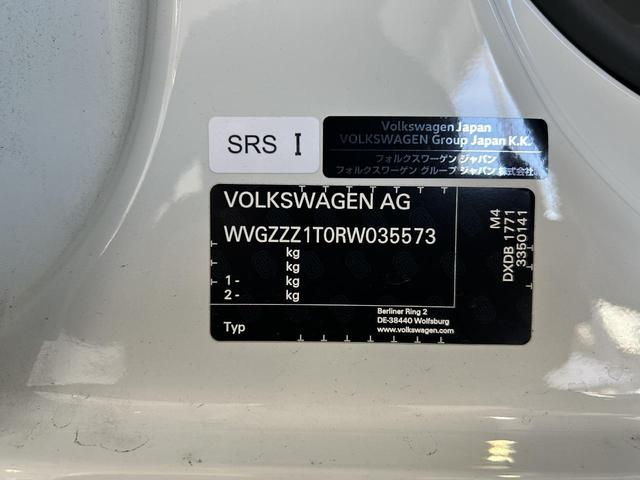 SRS I
Volkswagen Japan
VOLKSWAGEN Group Japan K.K.
フォルクスワーゲン ジャパン
フォルクスワーゲン グループ ジャパン 株式会社
VOLKSWAGEN AG
WVGZZZ1T0RW035573
kg
kg
1 - kg
2 - kg
Berliner Ring 2
DE-38440 Wolfsburg
www.volkswagen.com
Typ
M4
DXDB 1771
3350141